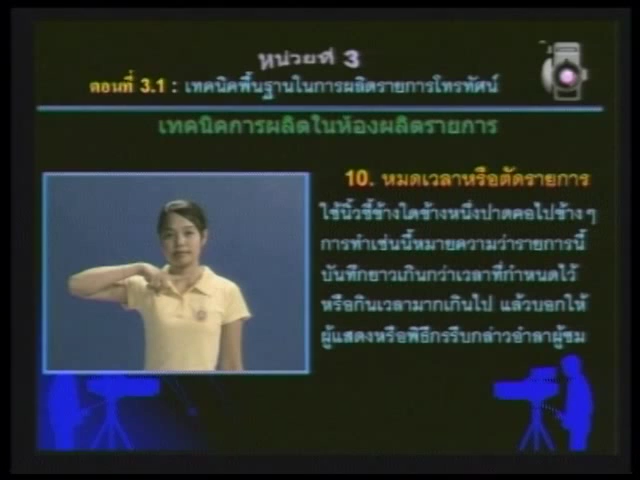 หน่วยที่ 3
ตอนที่ 3.1 : เทคนิคพื้นฐานในการผลิตรายการโทรทัศน์
เทคนิคการผลิตในห้องผลิตรายการ
10. หมดเวลาหรือตัดรายการ
ใช้นิ้วชี้ข้างใดข้างหนึ่งปาดคอไปข้างๆ
การทำเช่นนี้หมายความว่ารายการนี้
บันทึกยาวเกินกว่าเวลาที่กำหนดไว้
หรือกินเวลามากเกินไป แล้วบอกให้
ผู้แสดงหรือพิธีกรรีบกล่าวอำลาผู้ชม